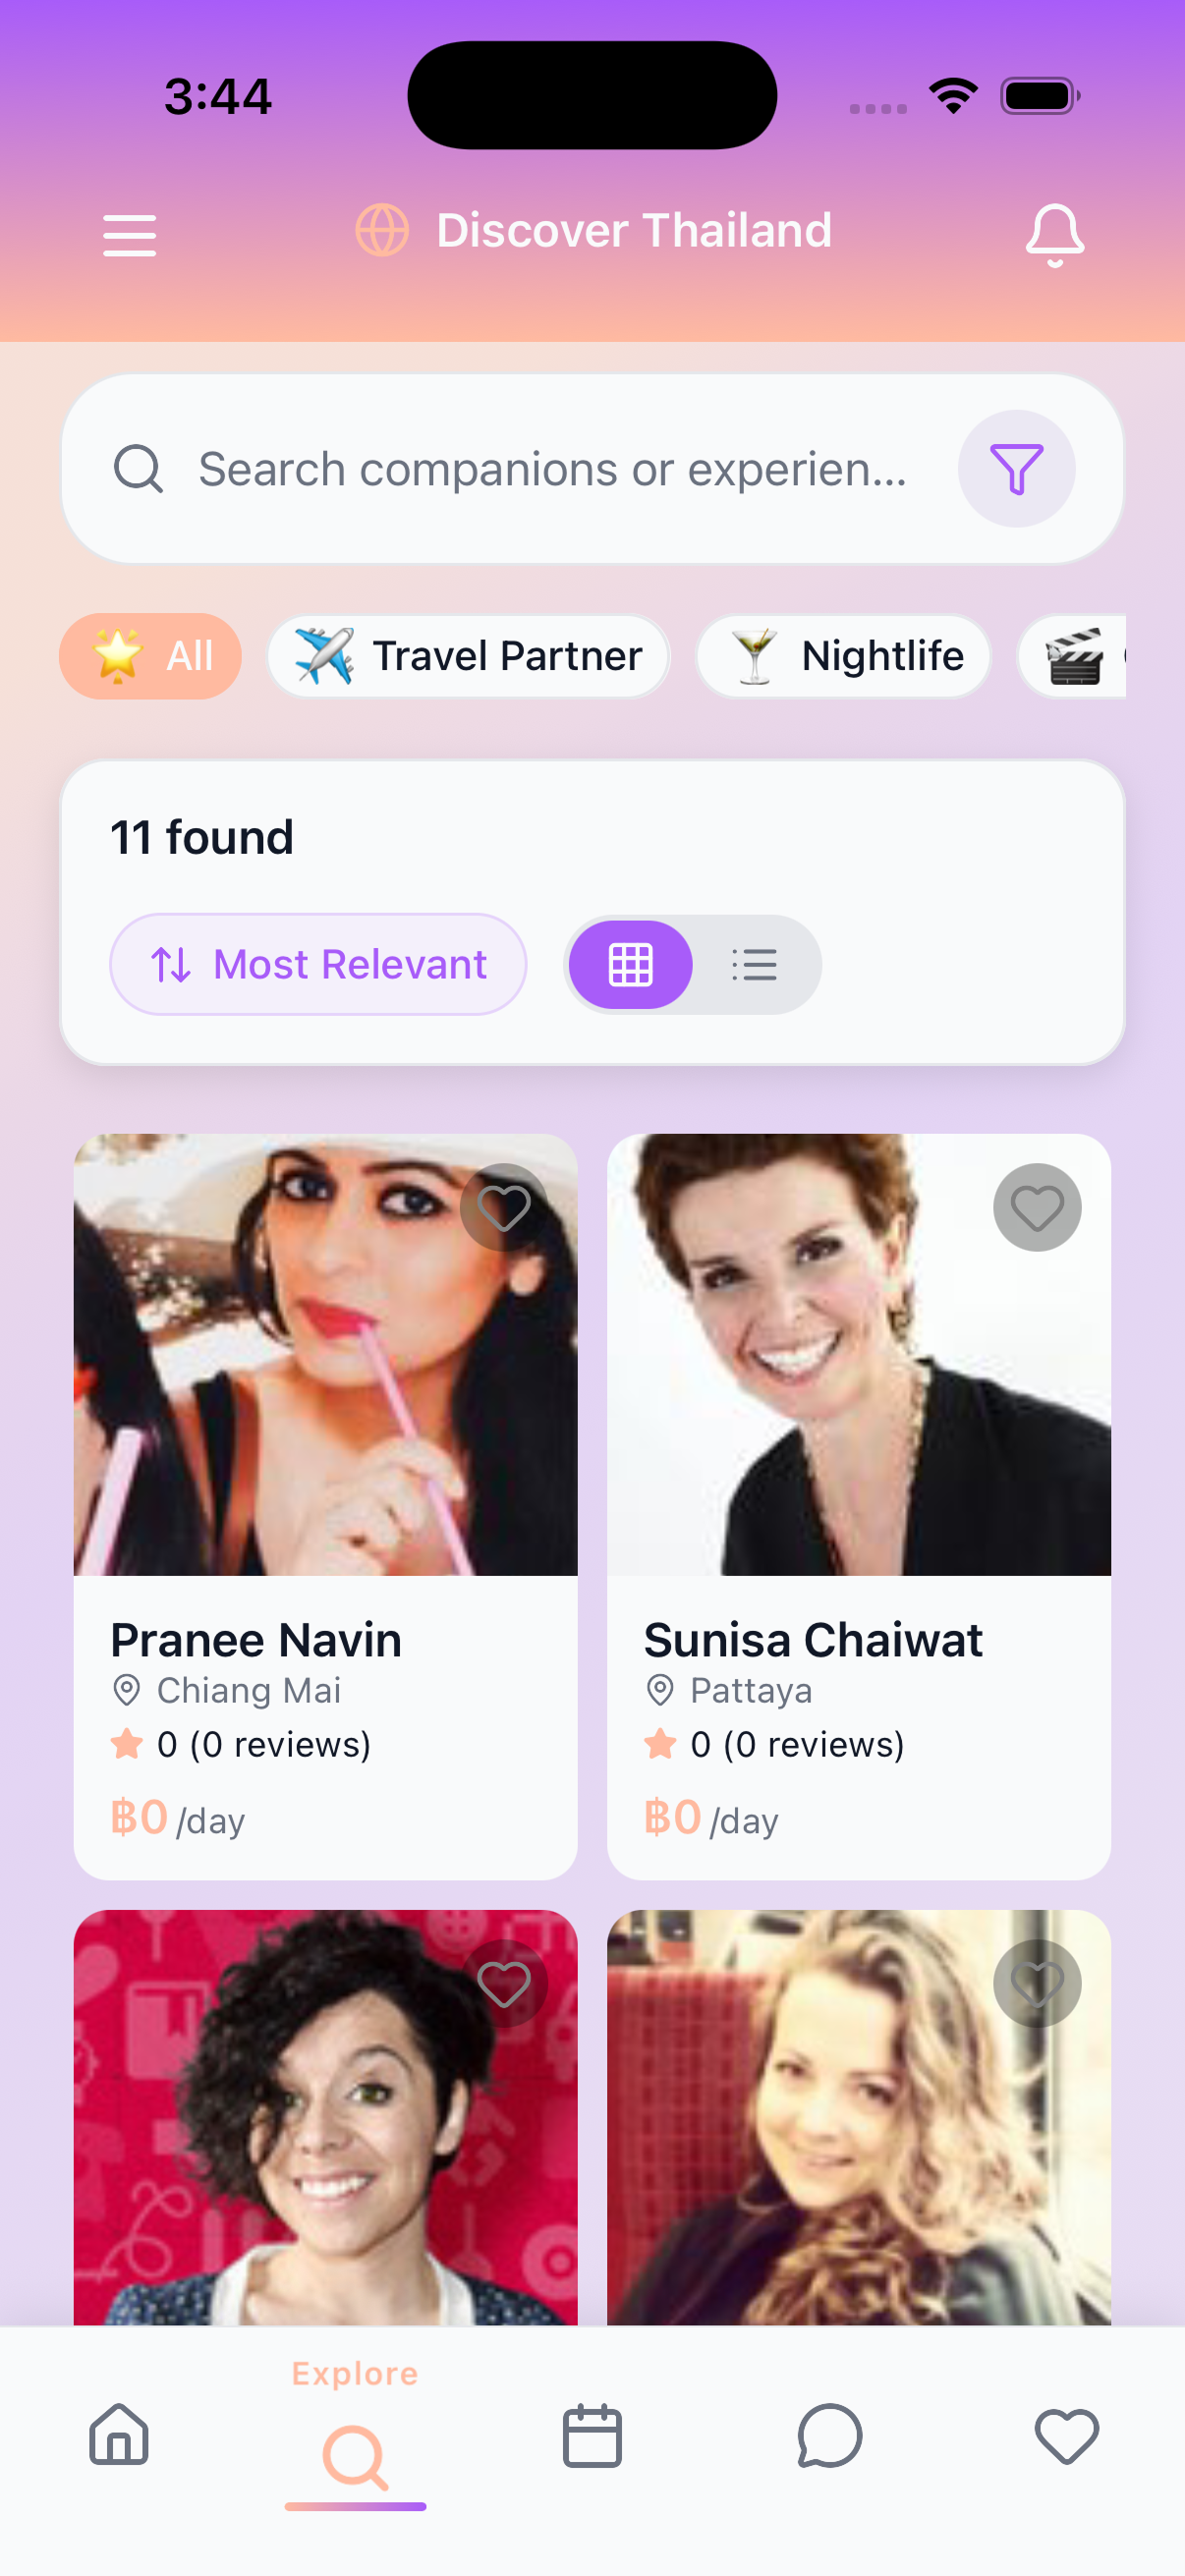 3:44
Discover Thailand
Search companions or experien...
All
Travel Partner
Nightlife
11 found
Most Relevant
Pranee Navin
Chiang Mai
0 (0 reviews)
฿0 /day
Sunisa Chaiwat
Pattaya
0 (0 reviews)
฿0 /day
Explore